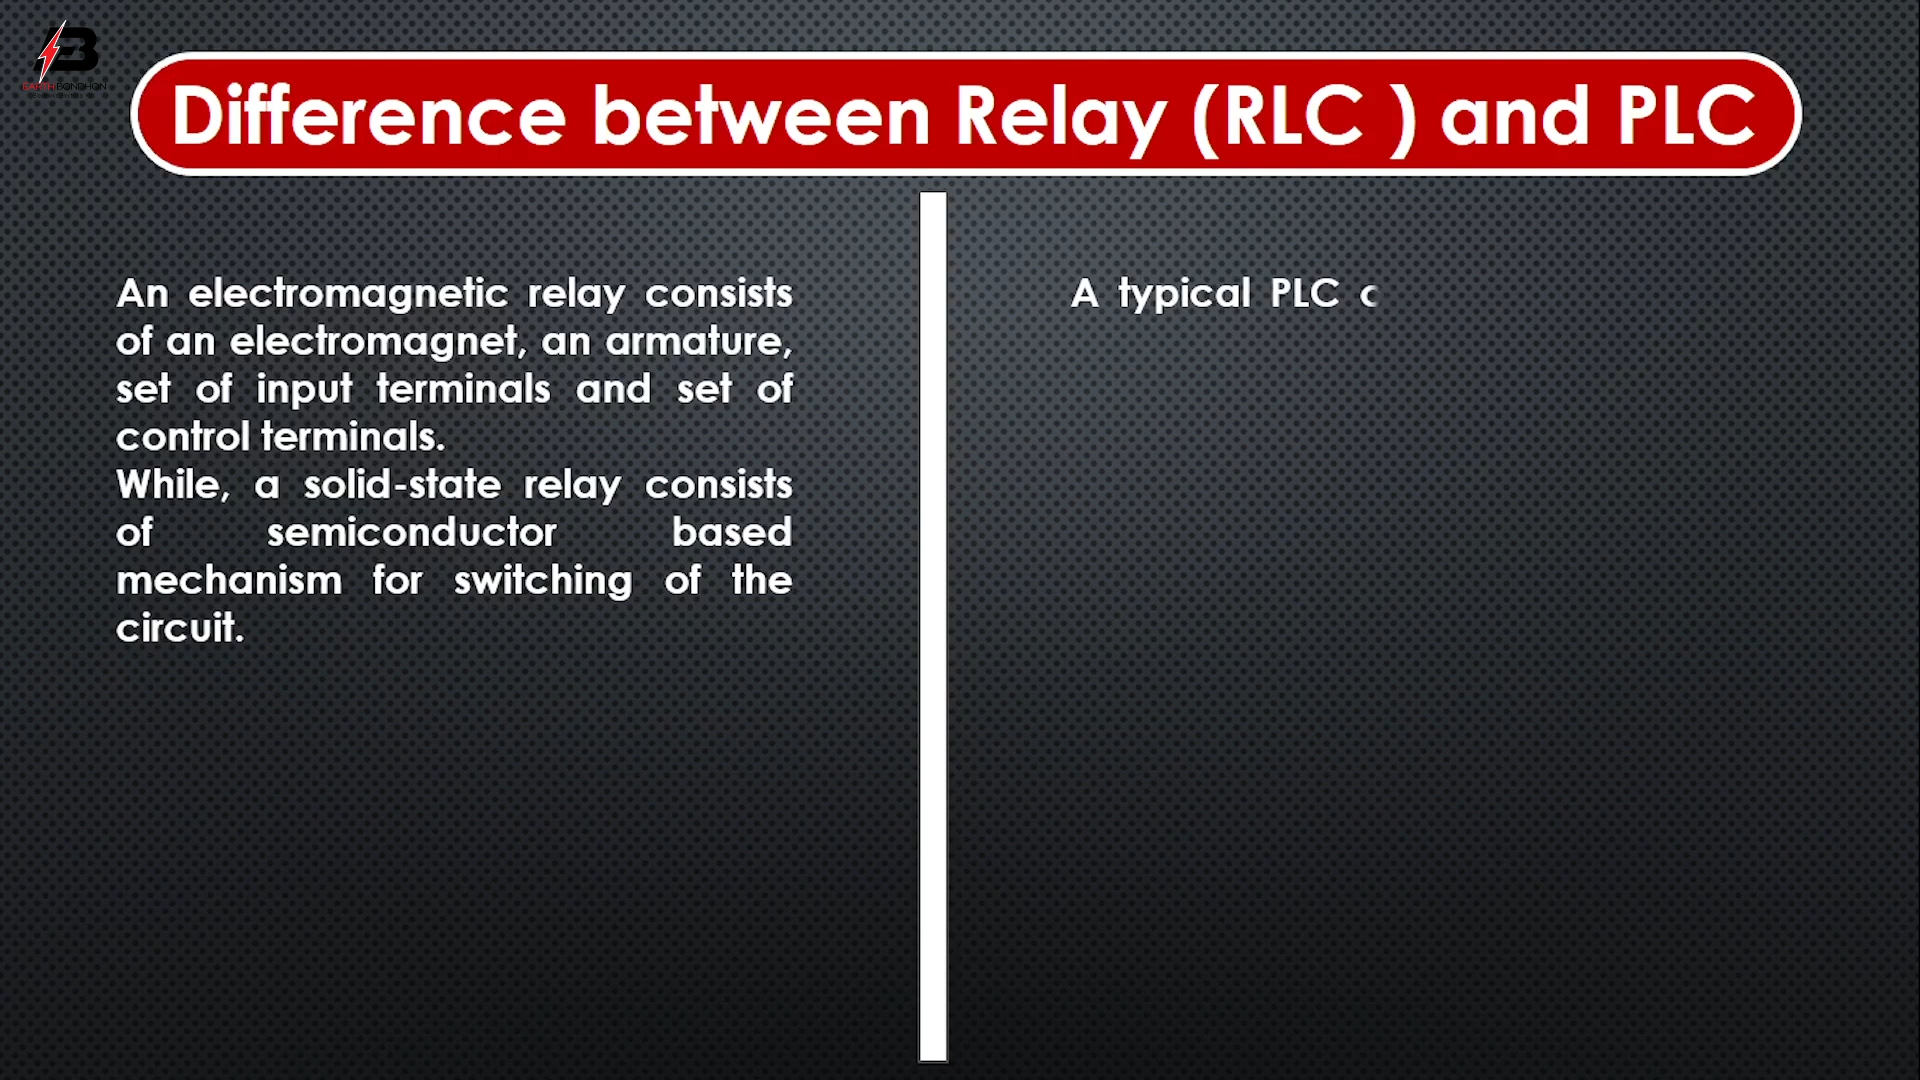 EARTH BONDHON
Difference between Relay (RLC ) and PLC
An electromagnetic relay consists
of an electromagnet, an armature,
set of input terminals and set of
control terminals.
While, a solid-state relay consists
of semiconductor based
mechanism for switching of the
circuit.
A typical PLC c